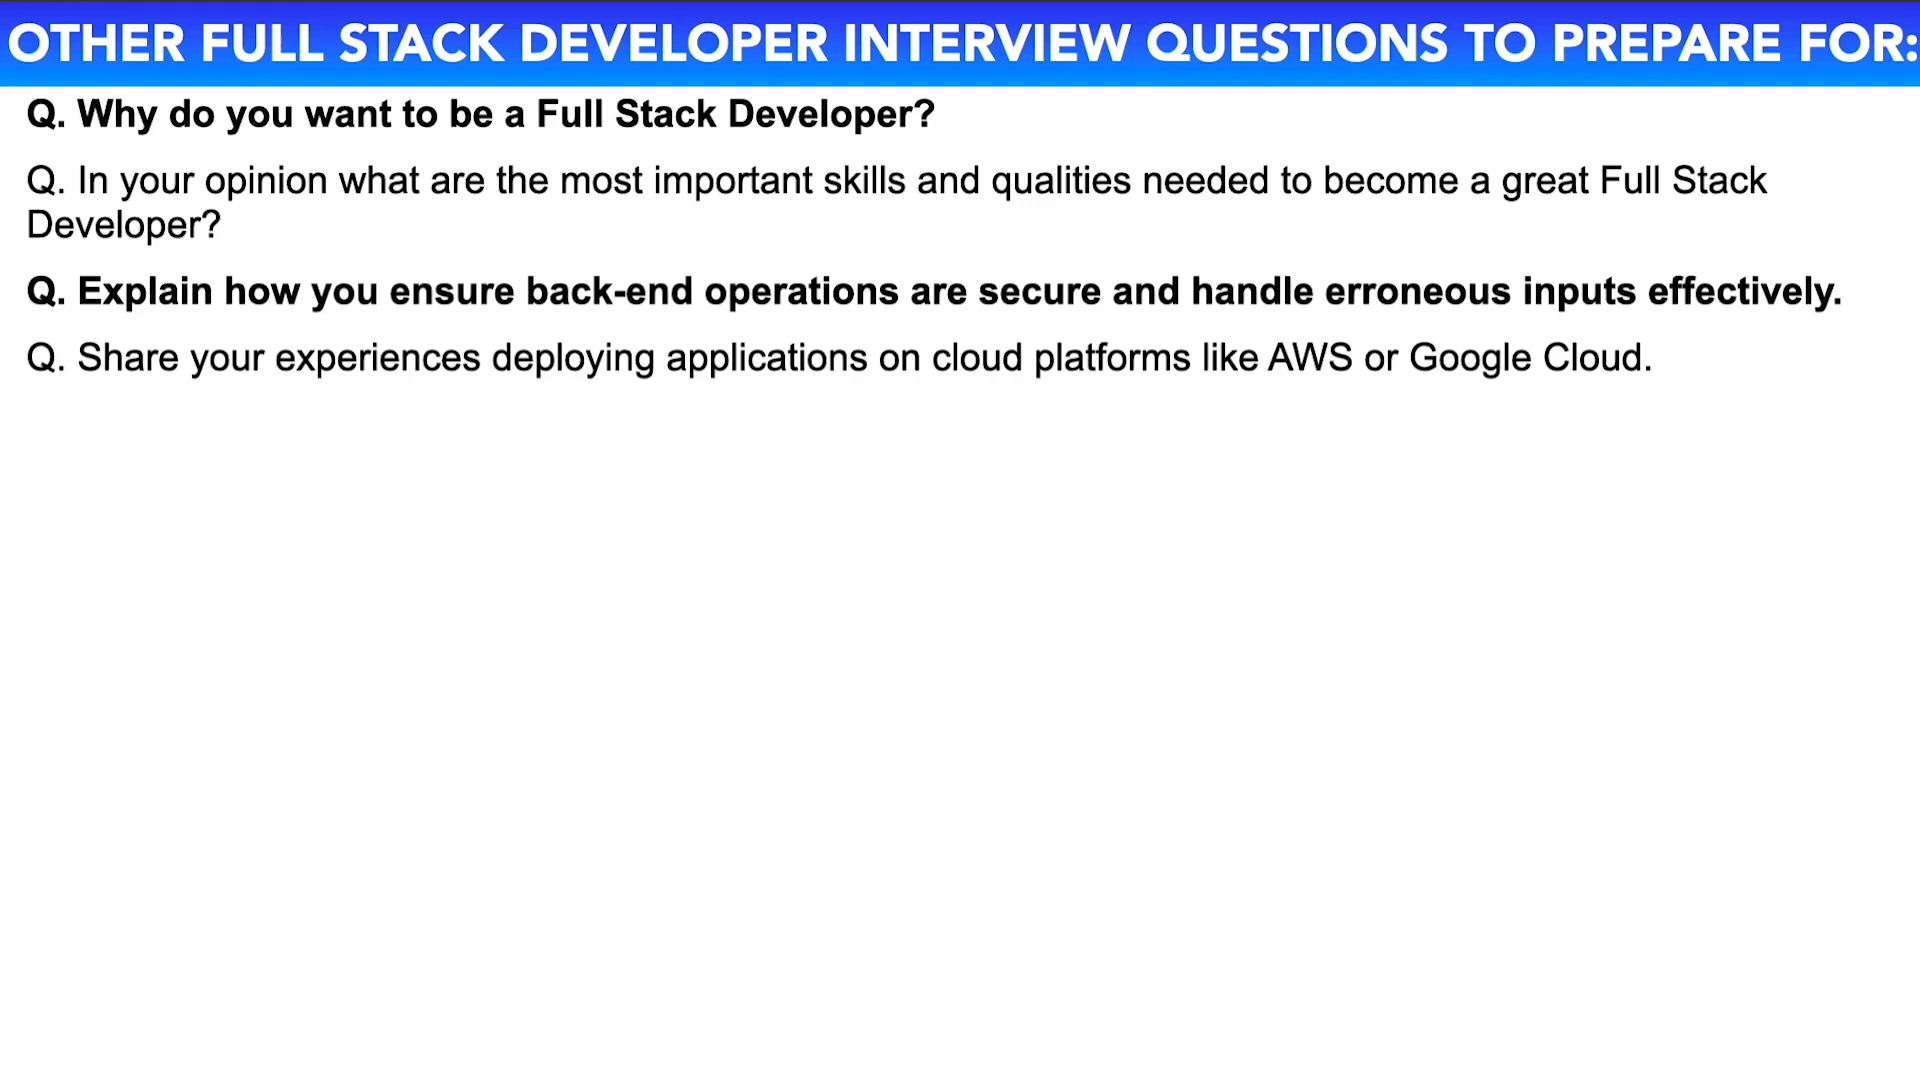 OTHER FULL STACK DEVELOPER INTERVIEW QUESTIONS TO PREPARE FOR:
Q. Why do you want to be a Full Stack Developer?
Q. In your opinion what are the most important skills and qualities needed to become a great Full Stack
Developer?
Q. Explain how you ensure back-end operations are secure and handle erroneous inputs effectively.
Q. Share your experiences deploying applications on cloud platforms like AWS or Google Cloud.